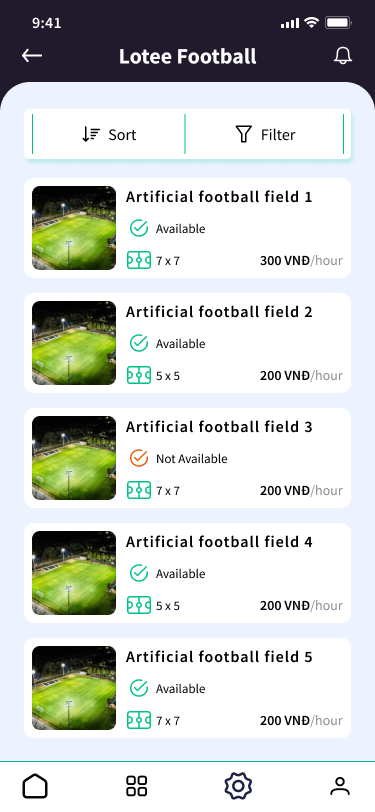 9:41
Lotee Football
Sort
Filter
Artificial football field 1
Available
7 x 7
300 VNĐ/hour
Artificial football field 2
Available
5 x 5
200 VNĐ/hour
Artificial football field 3
Not Available
7 x 7
200 VNĐ/hour
Artificial football field 4
Available
5 x 5
200 VNĐ/hour
Artificial football field 5
Available
7 x 7
200 VNĐ/hour